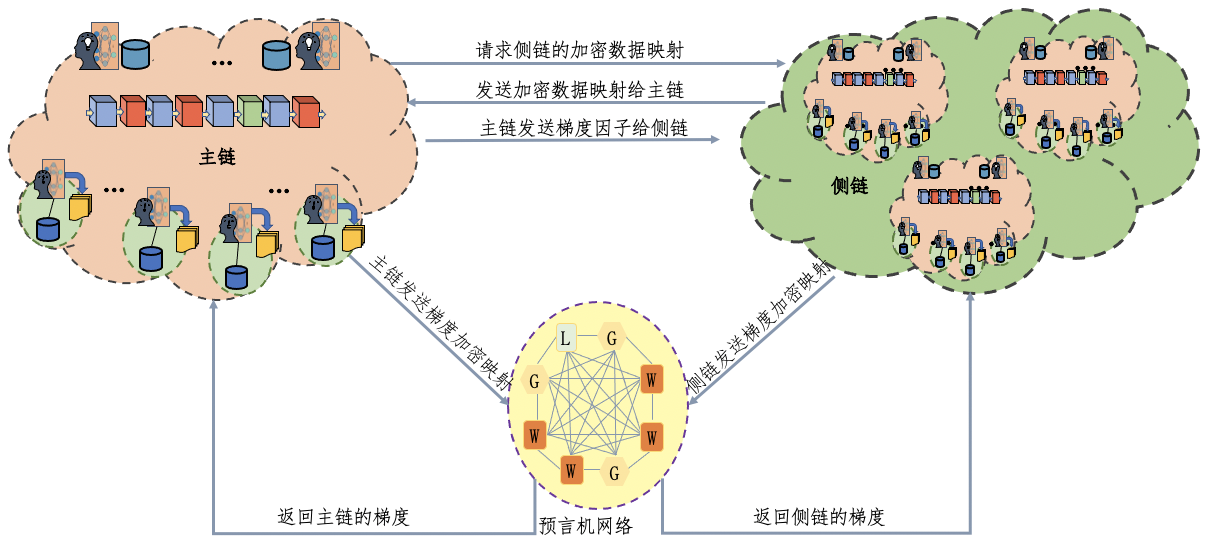 请求侧链的加密数据映射
发送加密数据映射给主链
主链发送梯度因子给侧链
主链
侧链
主链发送梯度加密映射
侧链发送梯度加密映射
L
G
G
W
W
W
W
G
返回主链的梯度
预言机网络
返回侧链的梯度